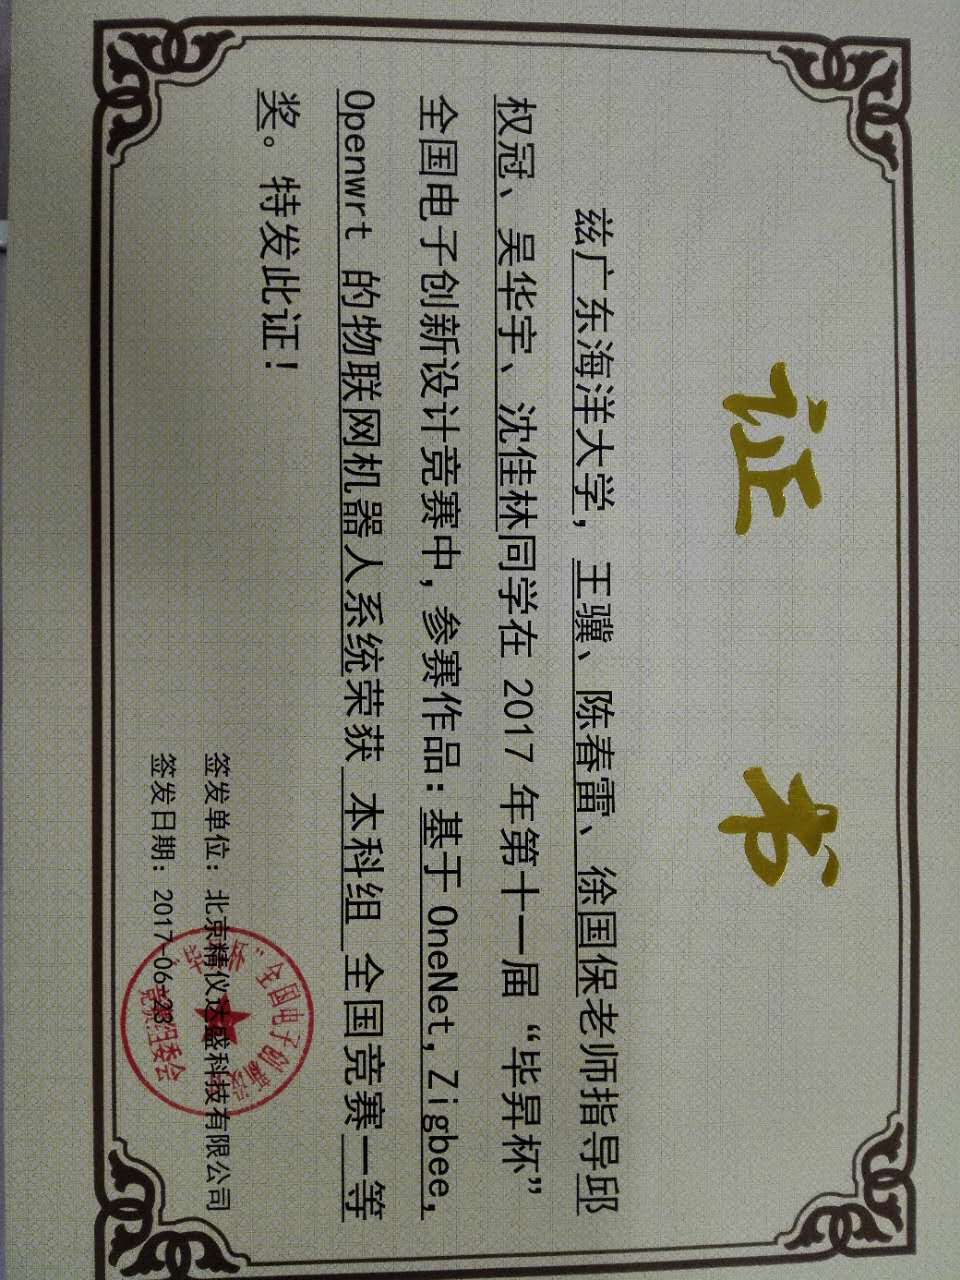 证 书
兹广东海洋大学，王骥、陈春雷、徐国保老师指导邱
权冠、吴华宇、沈佳林同学在 2017 年第十一届“毕昇杯”
全国电子创新设计竞赛中，参赛作品：基于 OneNet，Zigbee，
Openwrt 的物联网机器人系统荣获 本科组 全国竞赛一等
奖。特发此证！
签发单位：北京精仪达盛科技有限公司
签发日期：2017-06-23
“毕昇杯”全国电子创新设计
竞赛组委会